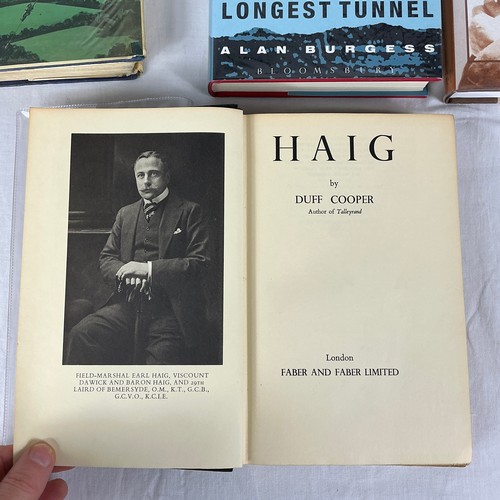 LONGEST TUNNEL
ALAN BURGESS
BLOOMSBURY
FIELD-MARSHAL EARL HAIG, VISCOUNT
DAWICK AND BARON HAIG, AND 29TH
LAIRD OF BEMERSYDE, O.M., K.T., G.C.B.,
G.C.V.O., K.C.I.E.
HAIG
by
DUFF COOPER
Author of Talleyrand
London
FABER AND FABER LIMITED